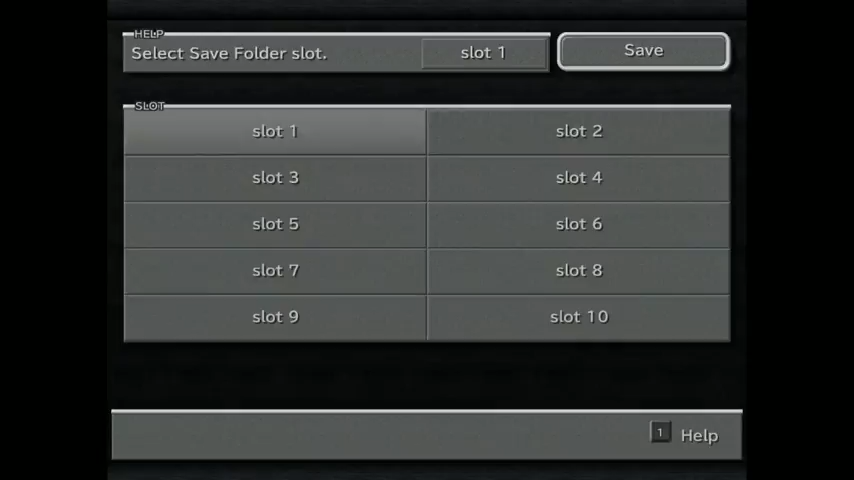 HELP
Select Save Folder slot.
slot 1
Save
SLOT
slot 1
slot 2
slot 3
slot 4
slot 5
slot 6
slot 7
slot 8
slot 9
slot 10
1 Help